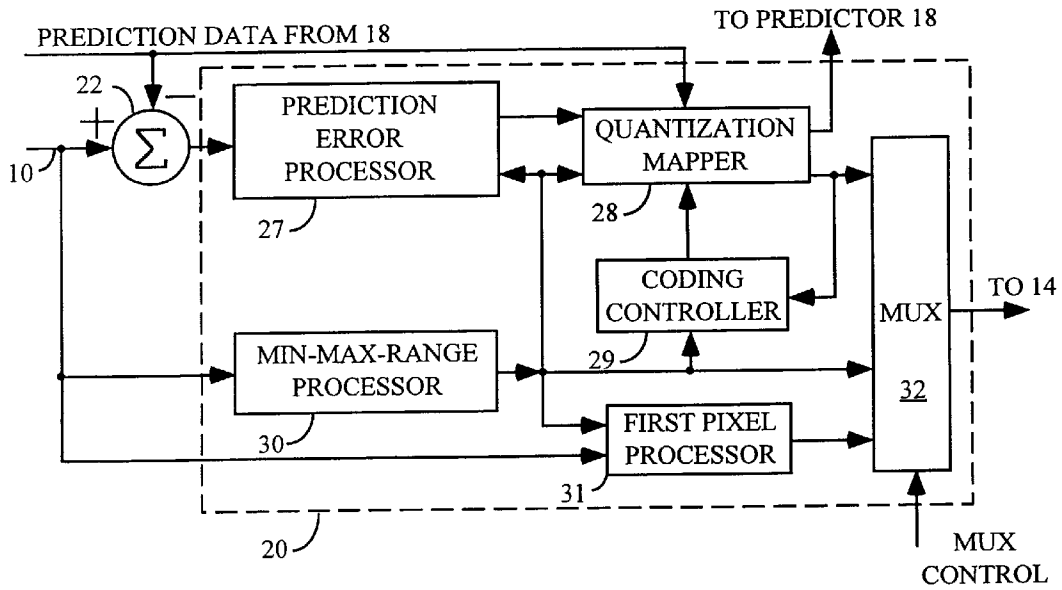 TO PREDICTOR 18
PREDICTION DATA FROM 18
22
+
−
Σ
10
PREDICTION
ERROR
PROCESSOR
27
QUANTIZATION
MAPPER
28
CODING
CONTROLLER
29
MIN-MAX-RANGE
PROCESSOR
30
FIRST PIXEL
PROCESSOR
31
MUX
32
TO 14
20
MUX
CONTROL